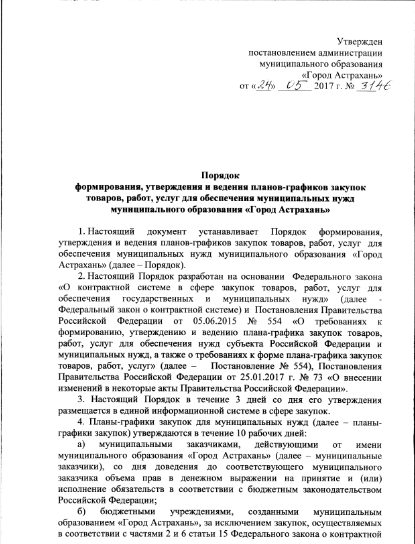 Утвержден
постановлением администрации
муниципального образования
«Город Астрахань»
от «24» 05 2017 г. № 3146
Порядок
формирования, утверждения и ведения планов-графиков закупок
товаров, работ, услуг для обеспечения муниципальных нужд
муниципального образования «Город Астрахань»
1. Настоящий документ устанавливает Порядок формирования,
утверждения и ведения планов-графиков закупок товаров, работ, услуг для
обеспечения муниципальных нужд муниципального образования «Город
Астрахань» (далее – Порядок).
2. Настоящий Порядок разработан на основании Федерального закона
«О контрактной системе в сфере закупок товаров, работ, услуг для
обеспечения государственных и муниципальных нужд» (далее -
Федеральный закон о контрактной системе) и Постановления Правительства
Российской Федерации от 05.06.2015 № 554 «О требованиях к
формированию, утверждению и ведению плана-графика закупок товаров,
работ, услуг для обеспечения нужд субъекта Российской Федерации и
муниципальных нужд, а также о требованиях к форме плана-графика закупок
товаров, работ, услуг» (далее – Постановление № 554), Постановления
Правительства Российской Федерации от 25.01.2017 г. № 73 «О внесении
изменений в некоторые акты Правительства Российской Федерации».
3. Настоящий Порядок в течение 3 дней со дня его утверждения
размещается в единой информационной системе в сфере закупок.
4. Планы-графики закупок для муниципальных нужд (далее – планы-
графики закупок) утверждаются в течение 10 рабочих дней:
а) муниципальными заказчиками, действующими от имени
муниципального образования «Город Астрахань» (далее – муниципальные
заказчики), со дня доведения до соответствующего муниципального
заказчика объема прав в денежном выражении на принятие и (или)
исполнение обязательств в соответствии с бюджетным законодательством
Российской Федерации;
б) бюджетными учреждениями, созданными муниципальным
образованием «Город Астрахань», за исключением закупок, осуществляемых
в соответствии с частями 2 и 6 статьи 15 Федерального закона о контрактной